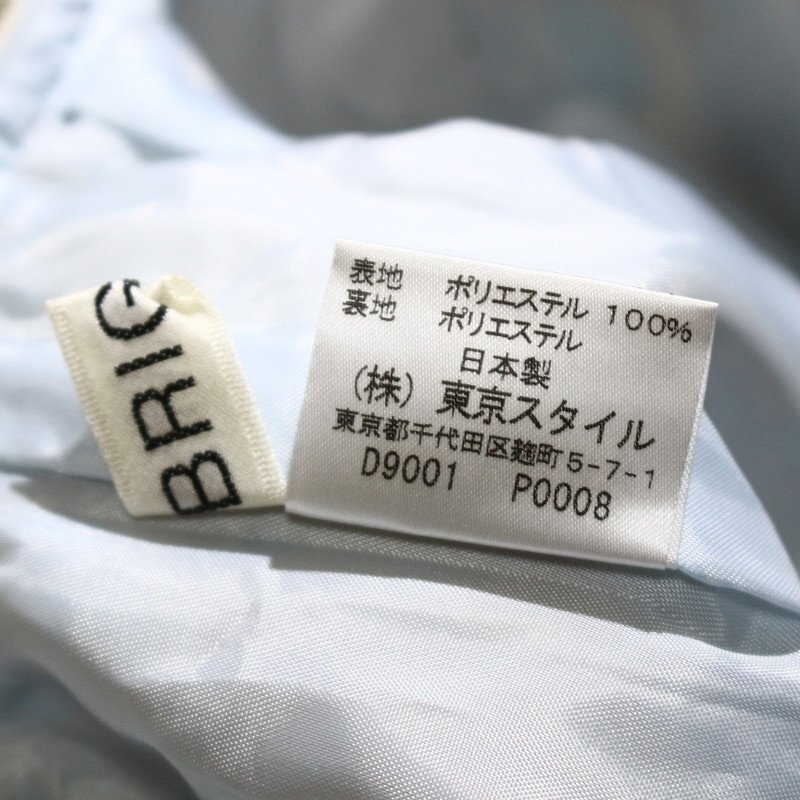 BRIG
表地 ポリエステル 100%
裏地 ポリエステル
日本製
(株) 東京スタイル
東京都千代田区麹町5-7-1
D9001 P0008